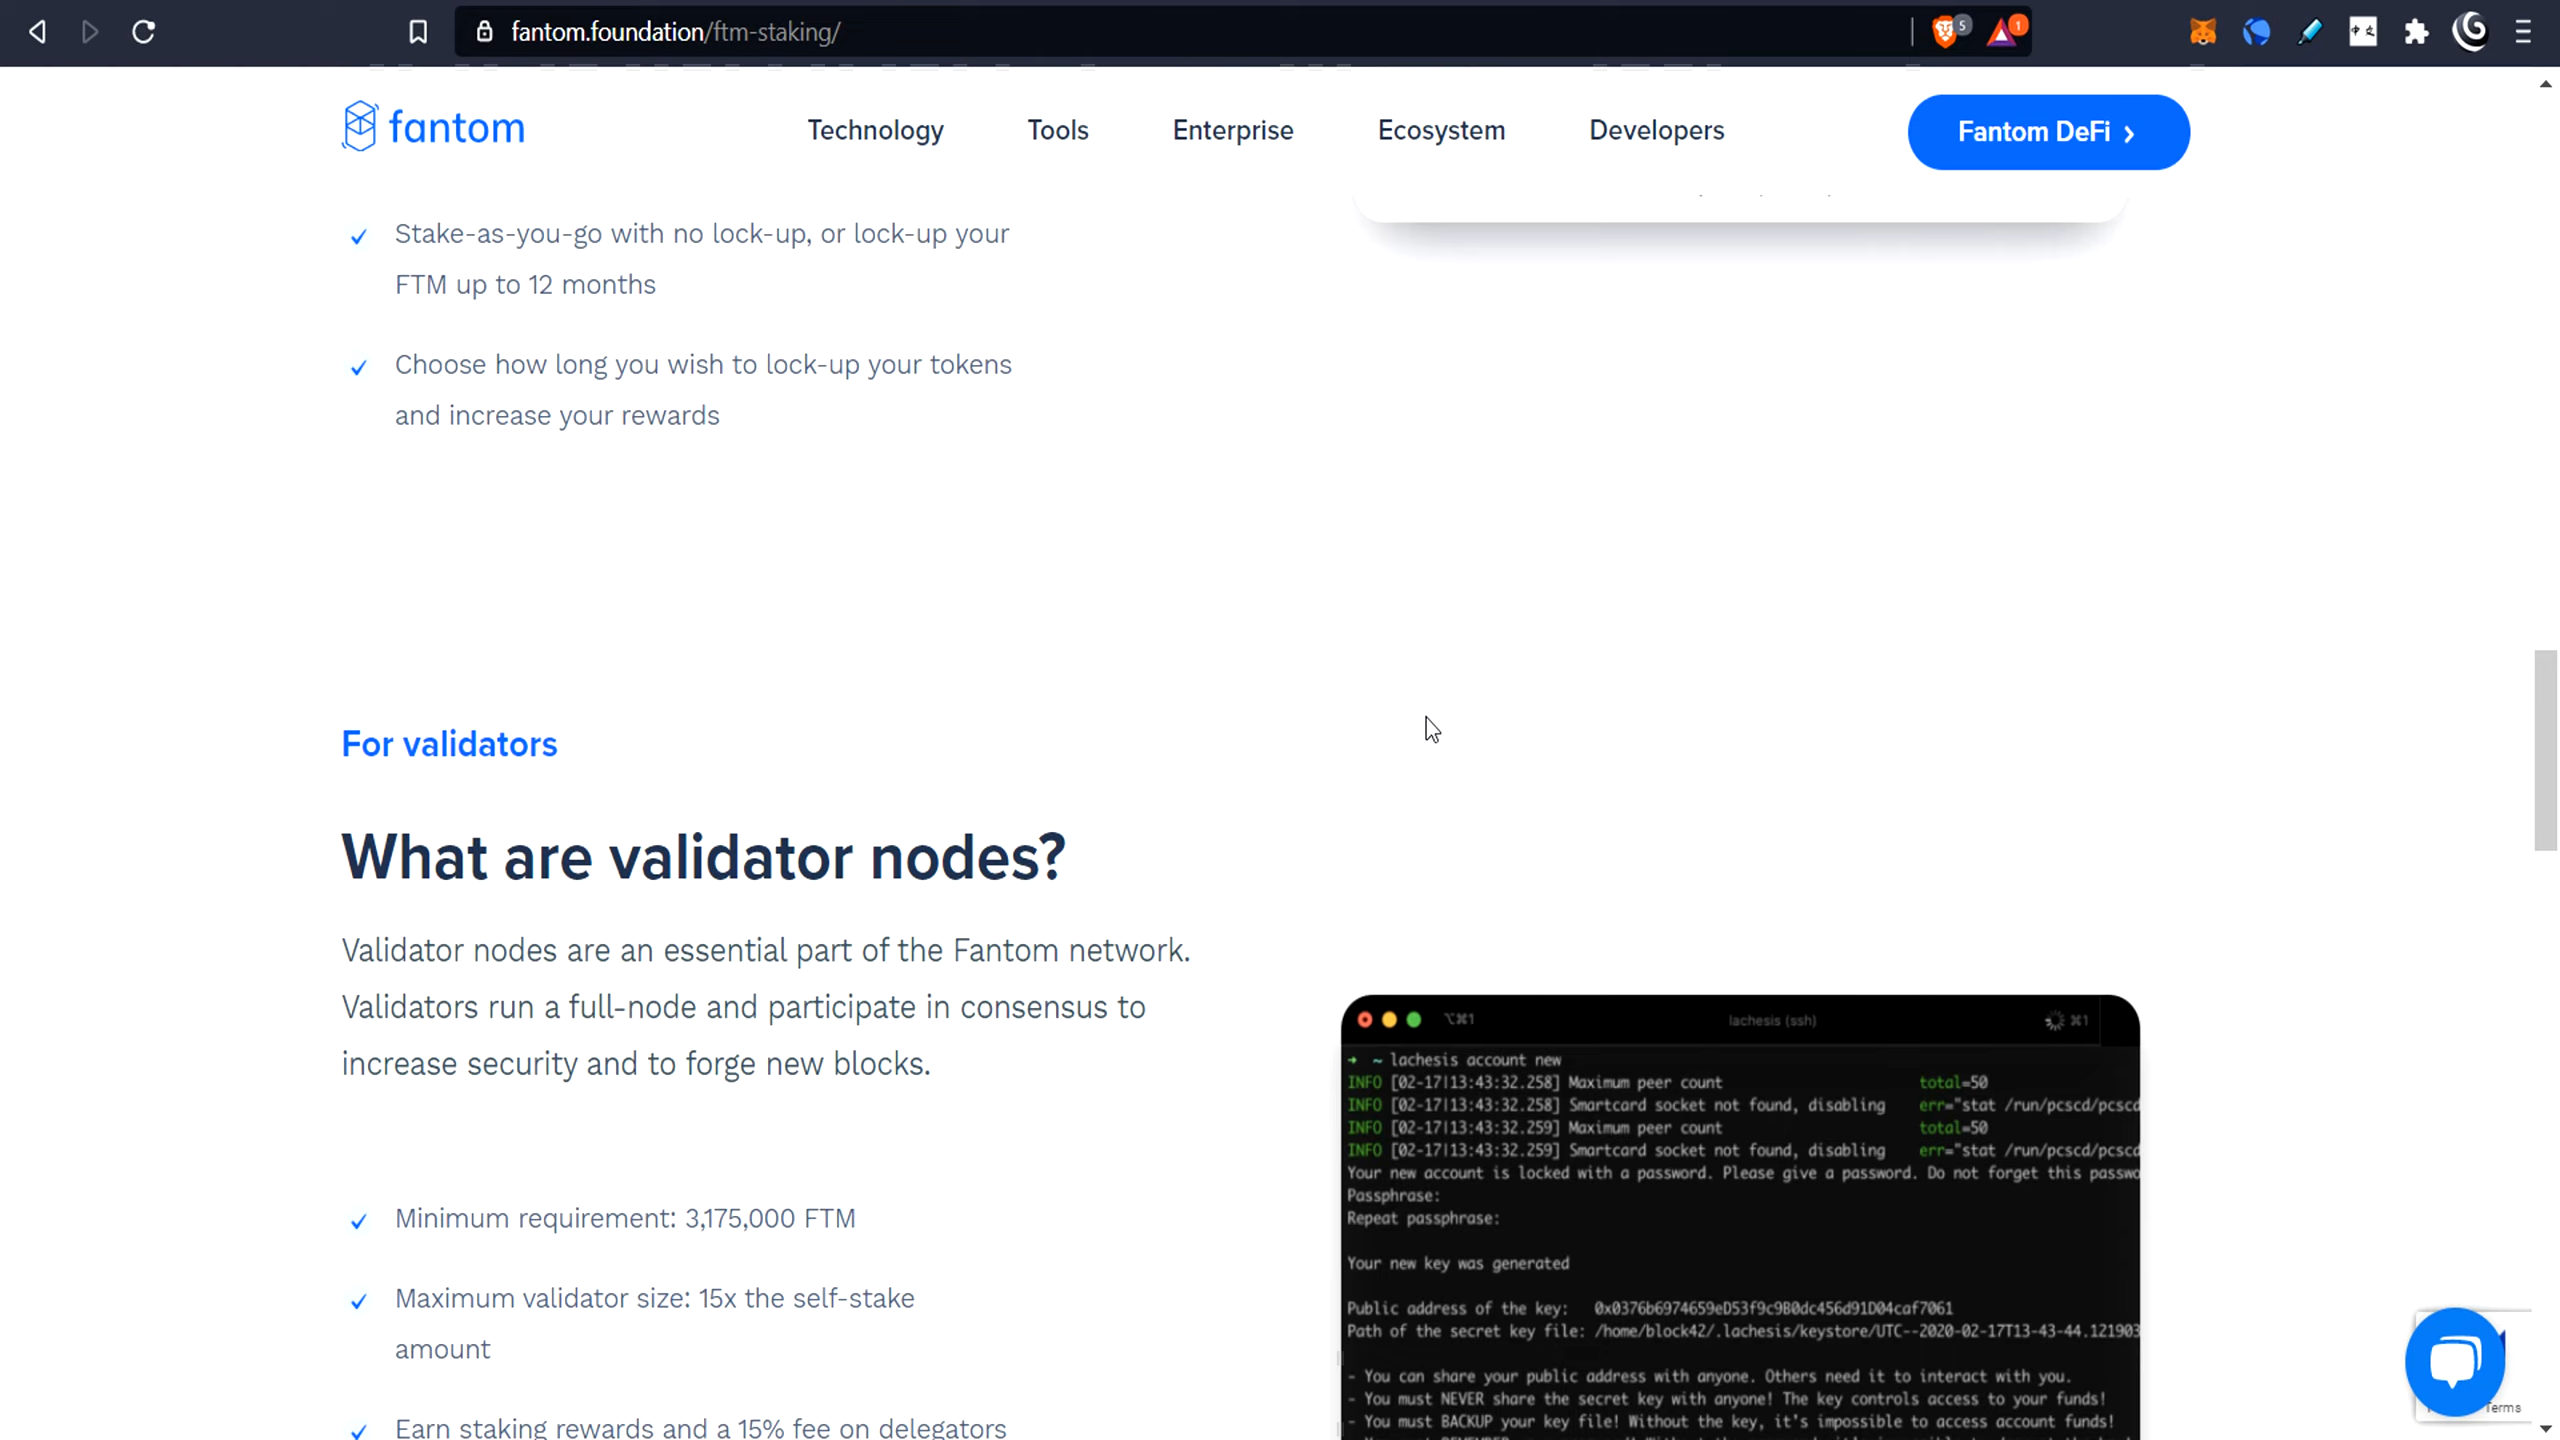 fantom.foundation/ftm-staking/
5
1
fantom
Technology
Tools
Enterprise
Ecosystem
Developers
Fantom DeFi ›
Stake-as-you-go with no lock-up, or lock-up your
FTM up to 12 months
Choose how long you wish to lock-up your tokens
and increase your rewards
For validators
What are validator nodes?
Validator nodes are an essential part of the Fantom network.
Validators run a full-node and participate in consensus to
increase security and to forge new blocks.
Minimum requirement: 3,175,000 FTM
Maximum validator size: 15x the self-stake
amount
Earn staking rewards and a 15% fee on delegators
⌥⌘1
lachesis (ssh)
⌘1
➜ ~ lachesis account new
INFO [02-17|13:43:32.258] Maximum peer count total=50
INFO [02-17|13:43:32.258] Smartcard socket not found, disabling err="stat /run/pcscd/pcscd
INFO [02-17|13:43:32.259] Maximum peer count total=50
INFO [02-17|13:43:32.259] Smartcard socket not found, disabling err="stat /run/pcscd/pcscd
Your new account is locked with a password. Please give a password. Do not forget this passwo
Passphrase:
Repeat passphrase:
Your new key was generated
Public address of the key: 0x0376b6974659eD53f9c9B0dc456d91D04caf7061
Path of the secret key file: /home/block42/.lachesis/keystore/UTC--2020-02-17T13-43-44.121903
- You can share your public address with anyone. Others need it to interact with you.
- You must NEVER share the secret key with anyone! The key controls access to your funds!
- You must BACKUP your key file! Without the key, it's impossible to access account funds!
Terms